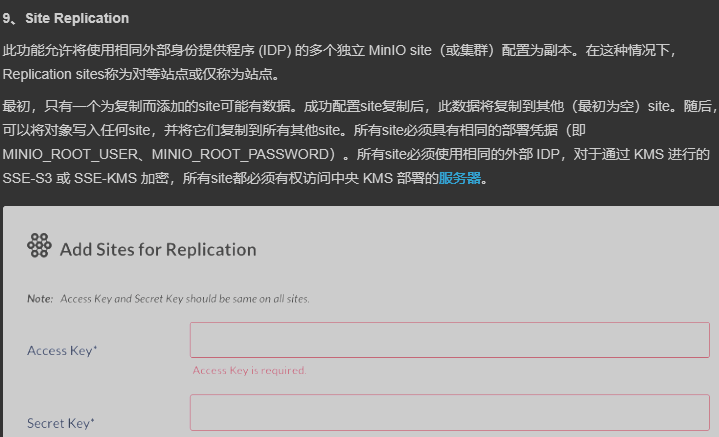 9、Site Replication
此功能允许将使用相同外部身份提供程序 (IDP) 的多个独立 MinIO site（或集群）配置为副本。在这种情况下，
Replication sites称为对等站点或仅称为站点。
最初，只有一个为复制而添加的site可能有数据。成功配置site复制后，此数据将复制到其他（最初为空）site。随后，
可以将对象写入任何site，并将它们复制到所有其他site。所有site必须具有相同的部署凭据（即
MINIO_ROOT_USER、MINIO_ROOT_PASSWORD）。所有site必须使用相同的外部 IDP，对于通过 KMS 进行的
SSE-S3 或 SSE-KMS 加密，所有site都必须有权访问中央 KMS 部署的服务器。
Add Sites for Replication
Note: Access Key and Secret Key should be same on all sites.
Access Key*
Access Key is required.
Secret Key*